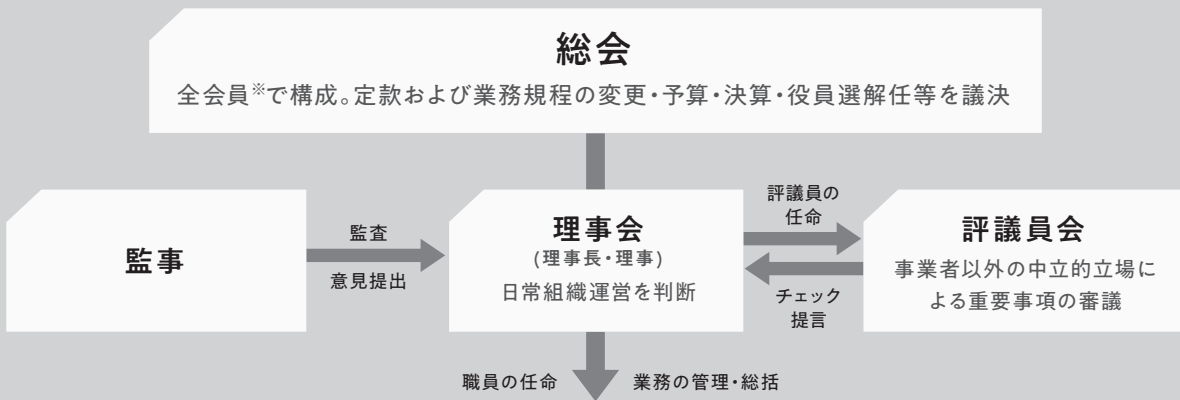 総会
全会員※で構成。定款および業務規程の変更・予算・決算・役員選解任等を議決
監事
監査
意見提出
理事会
(理事長・理事)
日常組織運営を判断
評議員の
任命
チェック
提言
評議員会
事業者以外の中立的立場に
よる重要事項の審議
職員の任命
業務の管理・総括